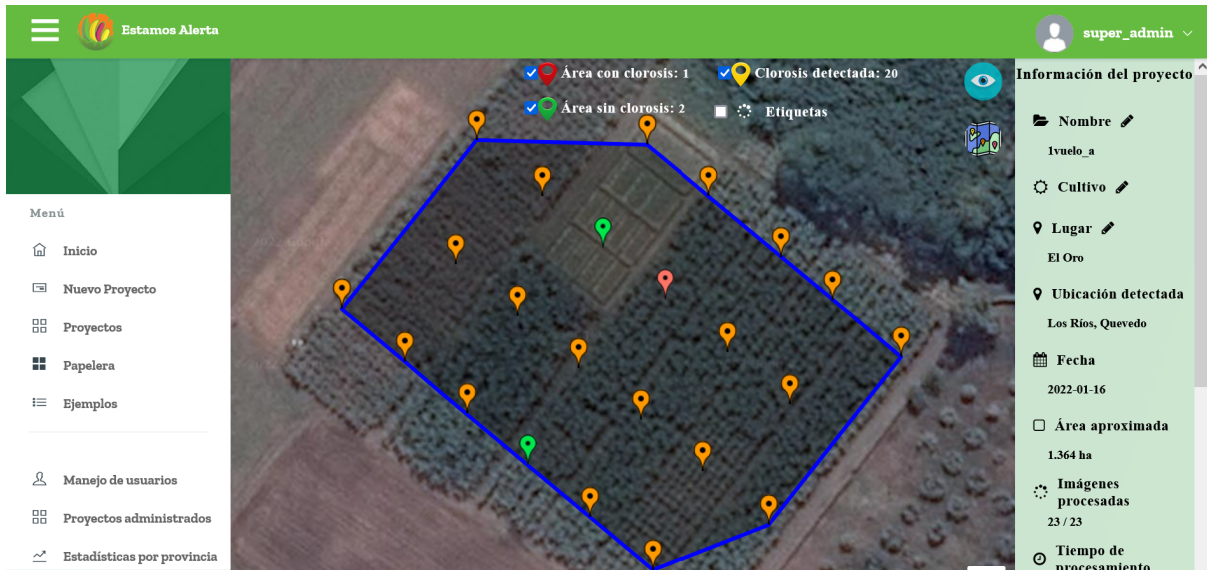 Estamos Alerta
super_admin
Menú
Inicio
Nuevo Proyecto
Proyectos
Papelera
Ejemplos
Manejo de usuarios
Proyectos administrados
Estadísticas por provincia
Área con clorosis: 1
Clorosis detectada: 20
Área sin clorosis: 2
Etiquetas
Información del proyecto
Nombre
1vuelo_a
Cultivo
Lugar
El Oro
Ubicación detectada
Los Ríos, Quevedo
Fecha
2022-01-16
Área aproximada
1.364 ha
Imágenes
procesadas
23 / 23
Tiempo de
procesamiento